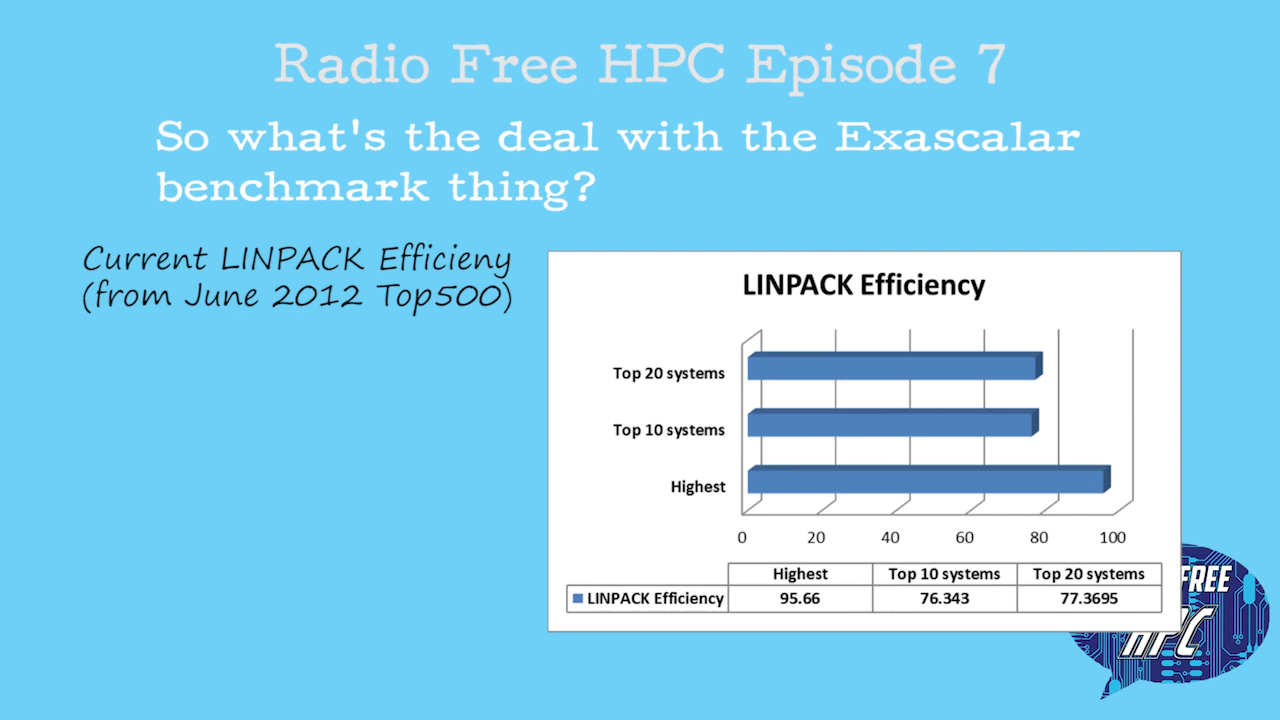 Radio Free HPC Episode 7
So what's the deal with the Exascalar
benchmark thing?
Current LINPACK Efficieny
(from June 2012 Top500)
LINPACK Efficiency
Top 20 systems
Top 10 systems
Highest
0 20 40 60 80 100
Highest Top 10 systems Top 20 systems
LINPACK Efficiency 95.66 76.343 77.3695
FREE
HPC